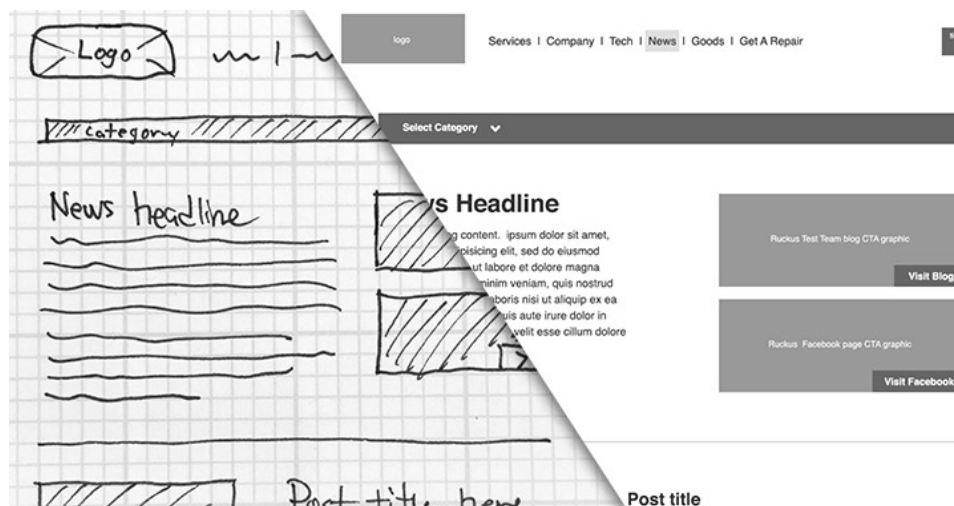 Logo
category
News headline
Post title here
logo
Services | Company | Tech | News | Goods | Get A Repair
Select Category
s Headline
content. ipsum dolor sit amet,
pisicing elit, sed do eiusmod
ut labore et dolore magna
minim veniam, quis nostrud
aboris nisi ut aliquip ex ea
uis aute irure dolor in
velit esse cillum dolore
Ruckus Test Team blog CTA graphic
Visit Blog
Ruckus Facebook page CTA graphic
Visit Facebook
Post title